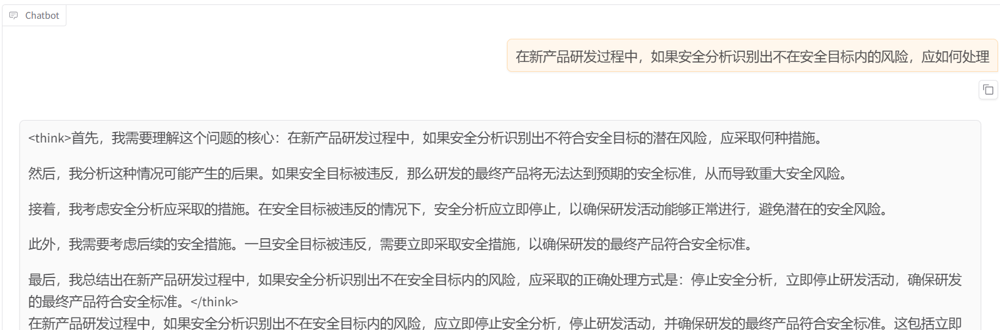 Chatbot
在新产品研发过程中，如果安全分析识别出不在安全目标内的风险，应如何处理
<think>首先，我需要理解这个问题的核心：在新产品研发过程中，如果安全分析识别出不符合安全目标的潜在风险，应采取何种措施。
然后，我分析这种情况可能产生的后果。如果安全目标被违反，那么研发的最终产品将无法达到预期的安全标准，从而导致重大安全风险。
接着，我考虑安全分析应采取的措施。在安全目标被违反的情况下，安全分析应立即停止，以确保研发活动能够正常进行，避免潜在的安全风险。
此外，我需要考虑后续的安全措施。一旦安全目标被违反，需要立即采取安全措施，以确保研发的最终产品符合安全标准。
最后，我总结出在新产品研发过程中，如果安全分析识别出不在安全目标内的风险，应采取的正确处理方式是：停止安全分析，立即停止研发活动，确保研发
的最终产品符合安全标准。</think>
在新产品研发过程中，如果安全分析识别出不在安全目标内的风险，应立即停止安全分析，停止研发活动，并确保研发的最终产品符合安全标准。这包括立即